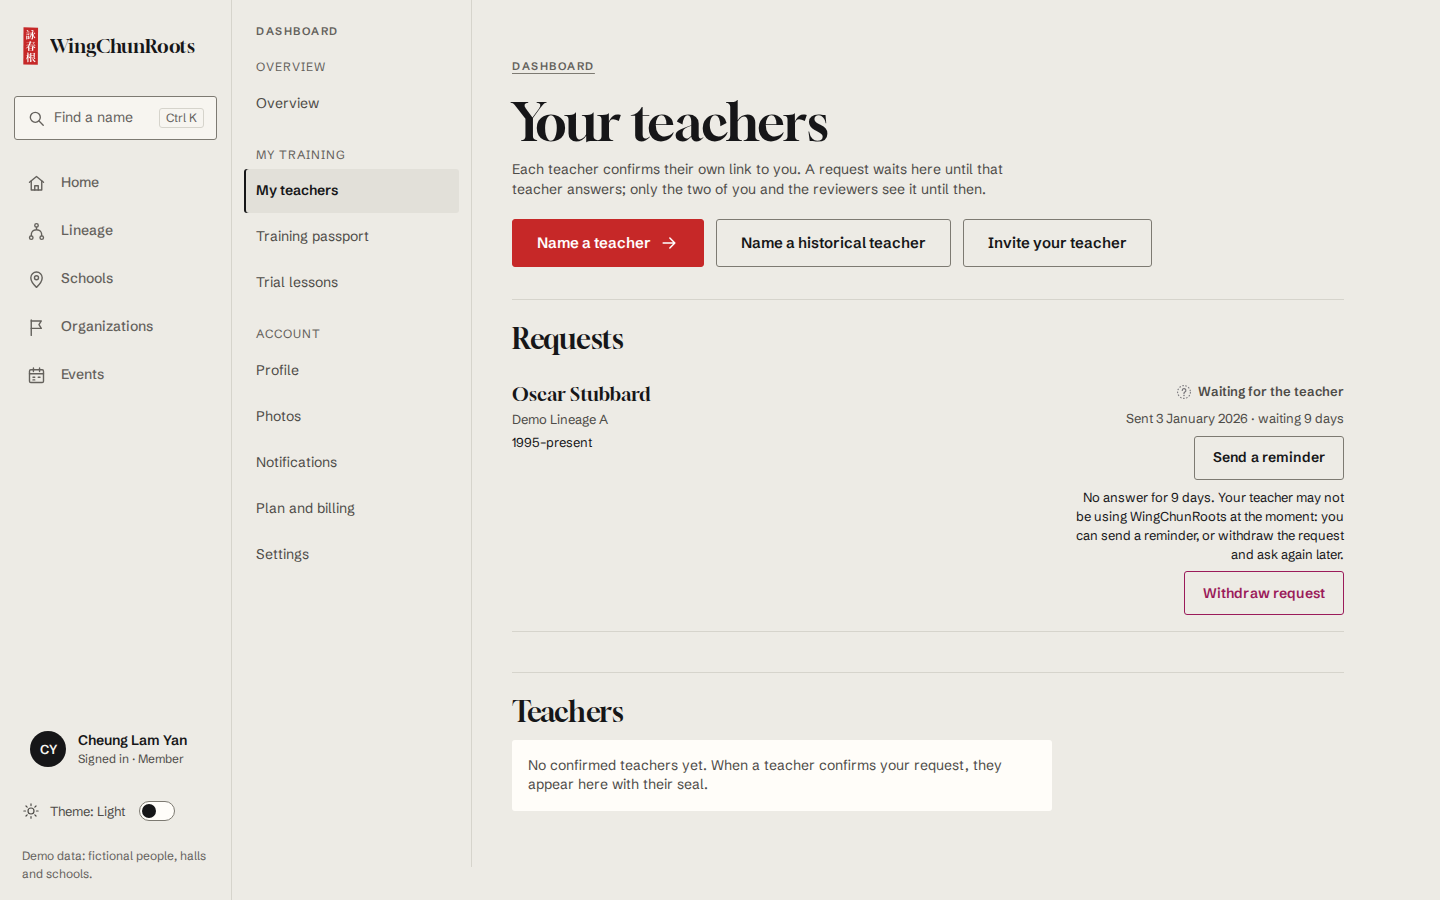 詠春根
WingChunRoots
Find a name
Ctrl K
Home
Lineage
Schools
Organizations
Events
CY
Cheung Lam Yan
Signed in · Member
Theme: Light
Demo data: fictional people, halls
and schools.
DASHBOARD
OVERVIEW
Overview
MY TRAINING
My teachers
Training passport
Trial lessons
ACCOUNT
Profile
Photos
Notifications
Plan and billing
Settings
DASHBOARD
Your teachers
Each teacher confirms their own link to you. A request waits here until that
teacher answers; only the two of you and the reviewers see it until then.
Name a teacher
Name a historical teacher
Invite your teacher
Requests
Oscar Stubbard
Demo Lineage A
1995–present
Waiting for the teacher
Sent 3 January 2026 · waiting 9 days
Send a reminder
No answer for 9 days. Your teacher may not
be using WingChunRoots at the moment: you
can send a reminder, or withdraw the request
and ask again later.
Withdraw request
Teachers
No confirmed teachers yet. When a teacher confirms your request, they
appear here with their seal.